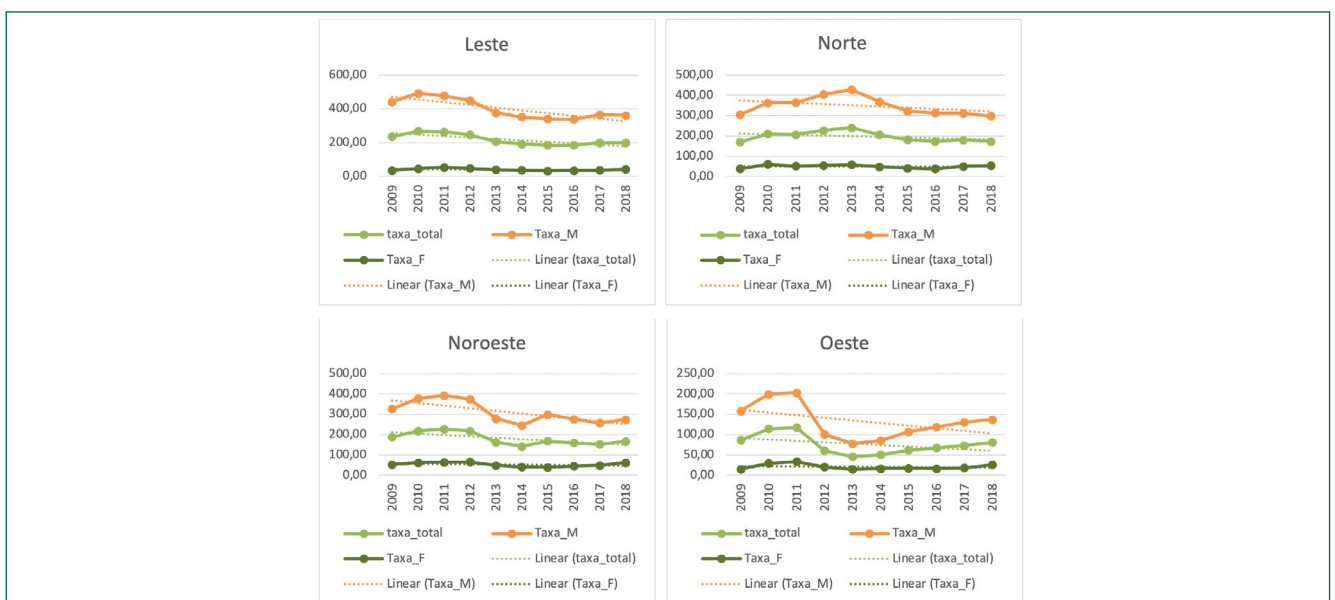 Leste
600,00
400,00
200,00
0,00
2009 2010 2011 2012 2013 2014 2015 2016 2017 2018
taxa_total Taxa_M
Taxa_F Linear (taxa_total)
Linear (Taxa_M) Linear (Taxa_F)
Norte
500,00
400,00
300,00
200,00
100,00
0,00
2009 2010 2011 2012 2013 2014 2015 2016 2017 2018
taxa_total Taxa_M
Taxa_F Linear (taxa_total)
Linear (Taxa_M) Linear (Taxa_F)
Noroeste
500,00
400,00
300,00
200,00
100,00
0,00
2009 2010 2011 2012 2013 2014 2015 2016 2017 2018
taxa_total Taxa_M
Taxa_F Linear (taxa_total)
Linear (Taxa_M) Linear (Taxa_F)
Oeste
250,00
200,00
150,00
100,00
50,00
0,00
2009 2010 2011 2012 2013 2014 2015 2016 2017 2018
taxa_total Taxa_M
Taxa_F Linear (taxa_total)
Linear (Taxa_M) Linear (Taxa_F)